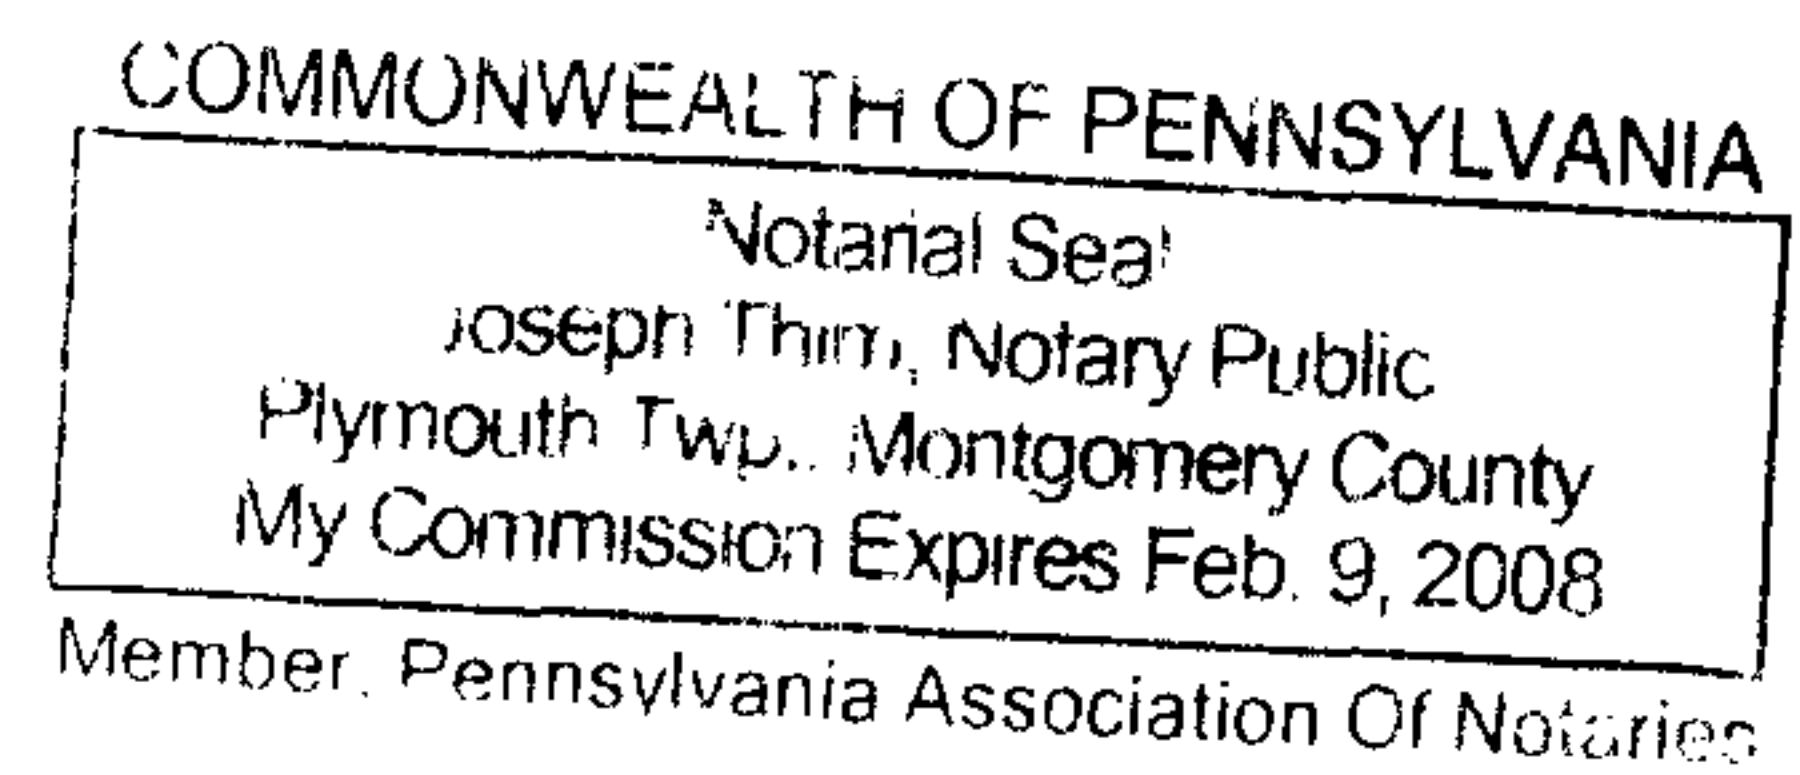 COMMONWEALTH OF PENNSYLVANIA
Notarial Seal
Joseph Thim, Notary Public
Plymouth Twp., Montgomery County
My Commission Expires Feb. 9, 2008
Member, Pennsylvania Association Of Notaries